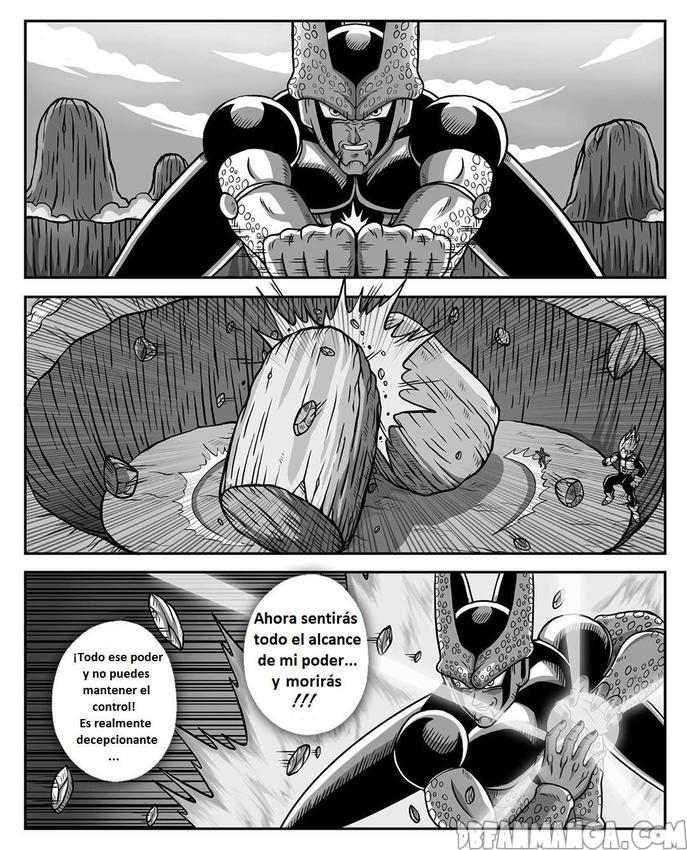 ¡Todo ese poder
y no puedes
mantener el
control!
Es realmente
decepcionante
...
Ahora sentirás
todo el alcance
de mi poder...
y morirás
!!!
DBFANMANGA.COM